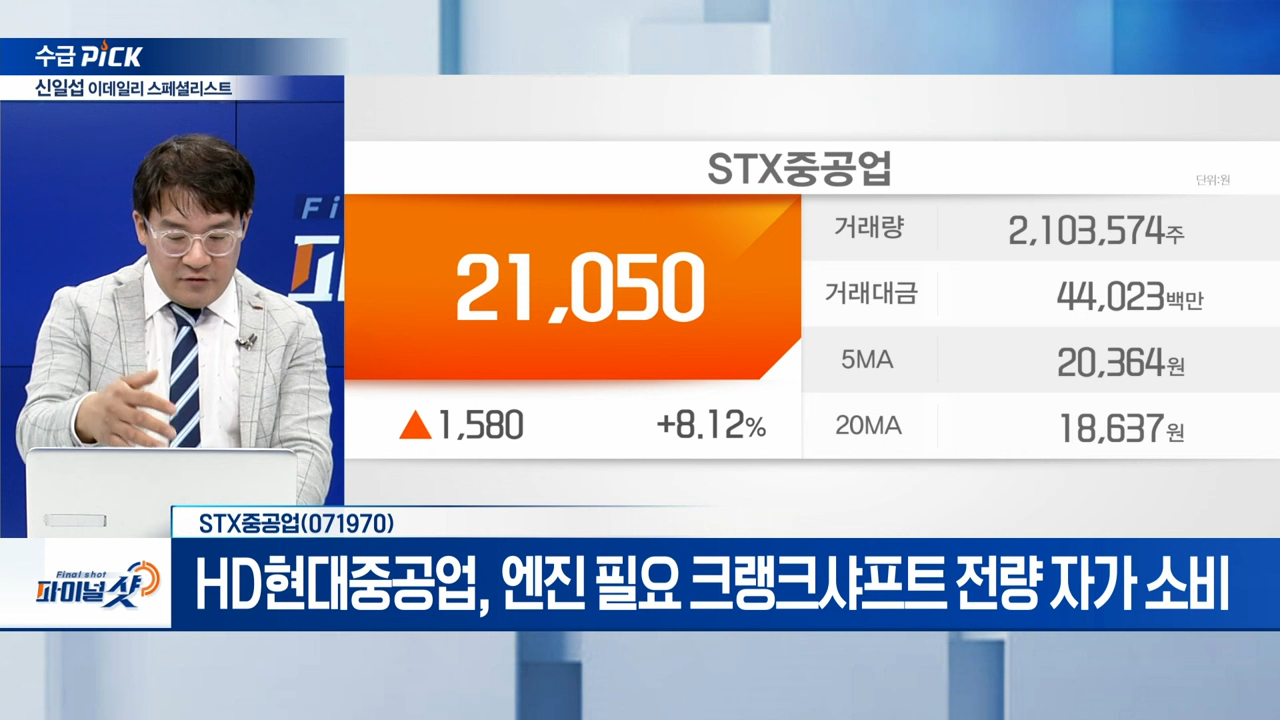 수급 PiCK
신일섭 이데일리 스페셜리스트
Fi
파
STX중공업
단위:원
21,050
▲1,580 +8.12%
거래량 2,103,574주
거래대금 44,023백만
5MA 20,364원
20MA 18,637원
STX중공업(071970)
Final shot
파이널샷
HD현대중공업, 엔진 필요 크랭크샤프트 전량 자가 소비